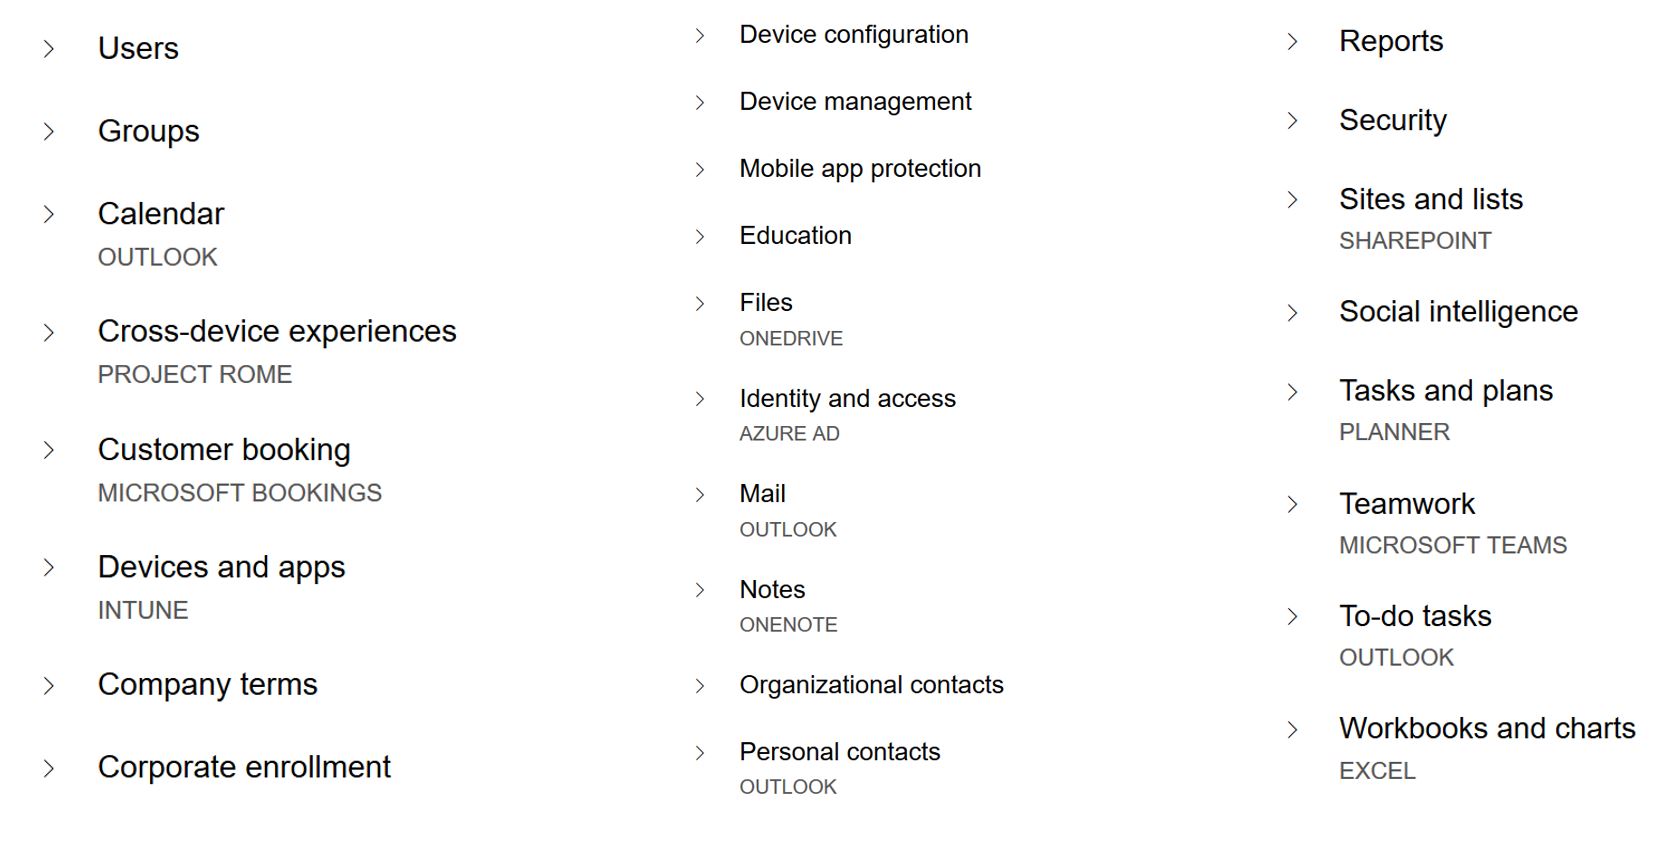 Users
Groups
Calendar
OUTLOOK
Cross-device experiences
PROJECT ROME
Customer booking
MICROSOFT BOOKINGS
Devices and apps
INTUNE
Company terms
Corporate enrollment
Device configuration
Device management
Mobile app protection
Education
Files
ONEDRIVE
Identity and access
AZURE AD
Mail
OUTLOOK
Notes
ONENOTE
Organizational contacts
Personal contacts
OUTLOOK
Reports
Security
Sites and lists
SHAREPOINT
Social intelligence
Tasks and plans
PLANNER
Teamwork
MICROSOFT TEAMS
To-do tasks
OUTLOOK
Workbooks and charts
EXCEL